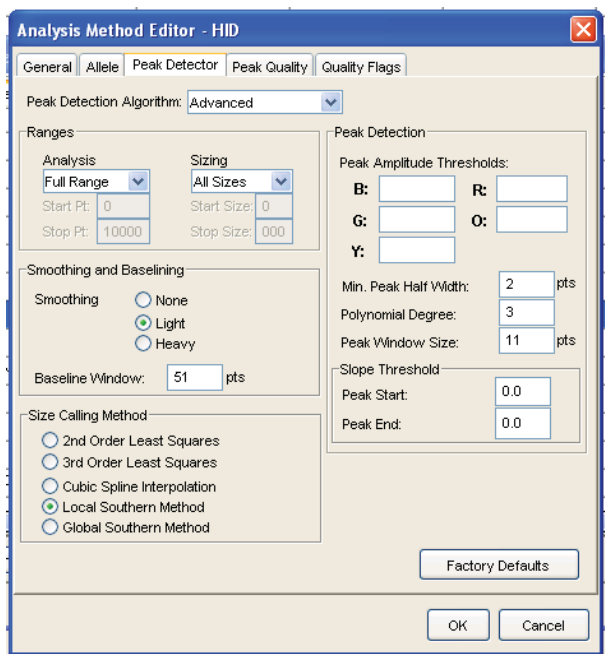 Analysis Method Editor - HID
General Allele Peak Detector Peak Quality Quality Flags
Peak Detection Algorithm: Advanced
Ranges
Analysis Sizing
Full Range All Sizes
Start Pt: 0 Start Size: 0
Stop Pt: 10000 Stop Size: 000
Smoothing and Baselining
Smoothing None
Light
Heavy
Baseline Window: 51 pts
Size Calling Method
2nd Order Least Squares
3rd Order Least Squares
Cubic Spline Interpolation
Local Southern Method
Global Southern Method
Peak Detection
Peak Amplitude Thresholds:
B: R:
G: O:
Y:
Min. Peak Half Width: 2 pts
Polynomial Degree: 3
Peak Window Size: 11 pts
Slope Threshold
Peak Start: 0.0
Peak End: 0.0
Factory Defaults
OK Cancel